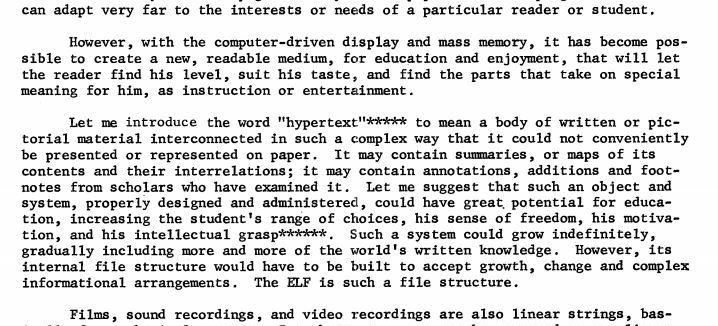 can adapt very far to the interests or needs of a particular reader or student.
However, with the computer-driven display and mass memory, it has become pos-
sible to create a new, readable medium, for education and enjoyment, that will let
the reader find his level, suit his taste, and find the parts that take on special
meaning for him, as instruction or entertainment.
Let me introduce the word "hypertext"***** to mean a body of written or pic-
torial material interconnected in such a complex way that it could not conveniently
be presented or represented on paper. It may contain summaries, or maps of its
contents and their interrelations; it may contain annotations, additions and foot-
notes from scholars who have examined it. Let me suggest that such an object and
system, properly designed and administered, could have great potential for educa-
tion, increasing the student's range of choices, his sense of freedom, his motiva-
tion, and his intellectual grasp******. Such a system could grow indefinitely,
gradually including more and more of the world's written knowledge. However, its
internal file structure would have to be built to accept growth, change and complex
informational arrangements. The ELF is such a file structure.
Films, sound recordings, and video recordings are also linear strings, bas-